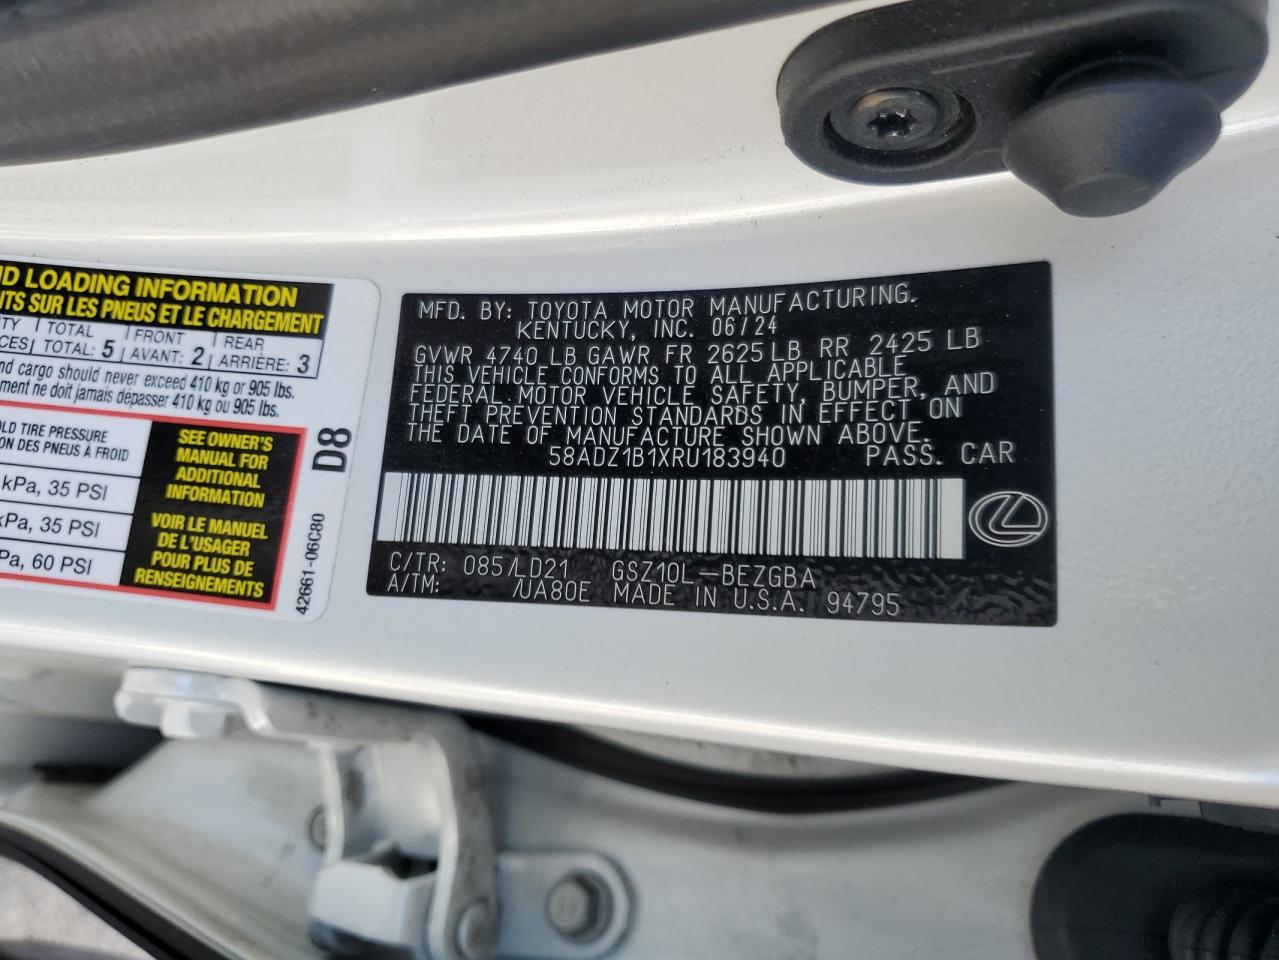 ND LOADING INFORMATION
ITS SUR LES PNEUS ET LE CHARGEMENT
TOTAL FRONT REAR
TOTAL: 5 AVANT: 2 ARRIÈRE: 3
and cargo should never exceed 410 kg or 905 lbs.
ement ne doit jamais dépasser 410 kg ou 905 lbs.
OLD TIRE PRESSURE
ION DES PNEUS À FROID
kPa, 35 PSI
kPa, 35 PSI
Pa, 60 PSI
SEE OWNER'S
MANUAL FOR
ADDITIONAL
INFORMATION
VOIR LE MANUEL
DE L'USAGER
POUR PLUS DE
RENSEIGNEMENTS
D8
42661-06C80
MFD. BY: TOYOTA MOTOR MANUFACTURING.
KENTUCKY, INC. 06/24
GVWR 4740 LB GAWR FR 2625 LB RR 2425 LB
THIS VEHICLE CONFORMS TO ALL APPLICABLE
FEDERAL MOTOR VEHICLE SAFETY, BUMPER, AND
THEFT PREVENTION STANDARDS IN EFFECT ON
THE DATE OF MANUFACTURE SHOWN ABOVE.
58ADZ1B1XRU183940 PASS. CAR
C/TR: 085/LD21 GSZ10L-BEZGBA
A/TM: /UA80E MADE IN U.S.A. 94795